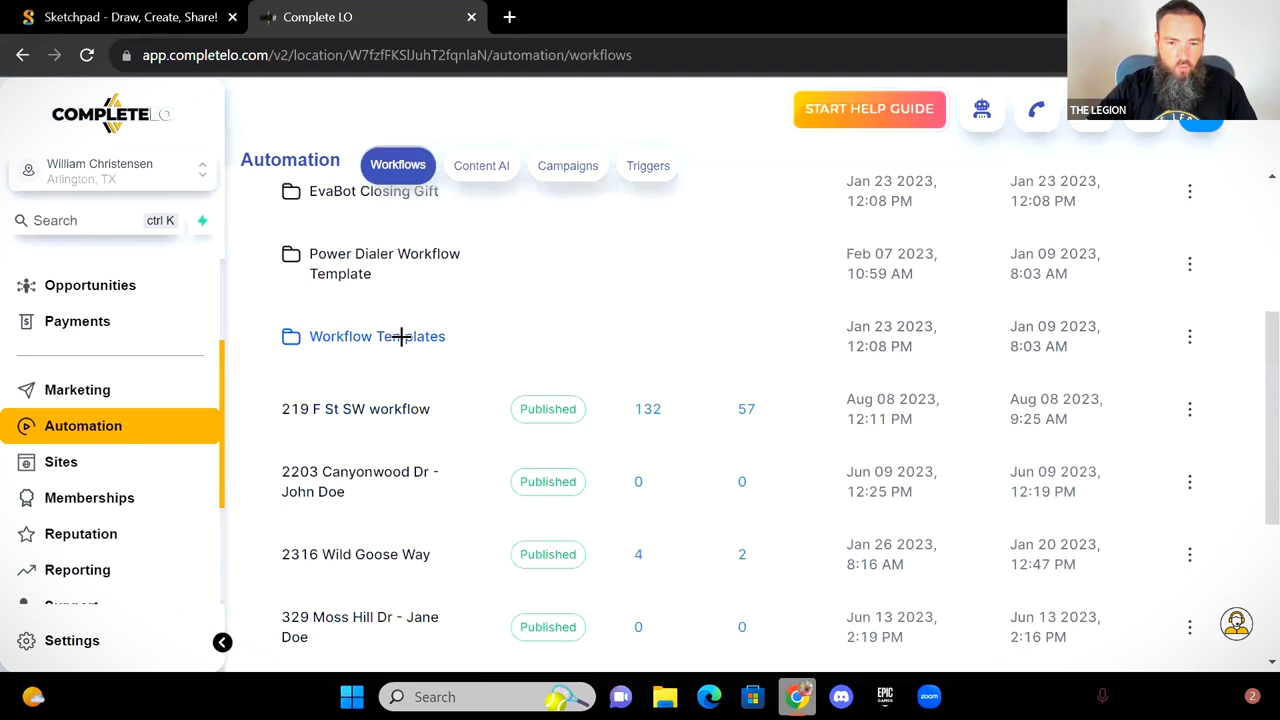 Sketchpad - Draw, Create, Share!
Complete LO
app.completelo.com/v2/location/W7fzfFKSlJuhT2fqnlaN/automation/workflows
THE LEGION
COMPLETELO
START HELP GUIDE
William Christensen
Arlington, TX
Search ctrl K
Automation Workflows Content AI Campaigns Triggers
Opportunities
Payments
Marketing
Automation
Sites
Memberships
Reputation
Reporting
Support
Settings
EvaBot Closing Gift Jan 23 2023, Jan 23 2023,
12:08 PM 12:08 PM
Power Dialer Workflow Feb 07 2023, Jan 09 2023,
Template 10:59 AM 8:03 AM
Workflow Templates Jan 23 2023, Jan 09 2023,
12:08 PM 8:03 AM
219 F St SW workflow Published 132 57 Aug 08 2023, Aug 08 2023,
12:11 PM 9:25 AM
2203 Canyonwood Dr - Published 0 0 Jun 09 2023, Jun 09 2023,
John Doe 12:25 PM 12:19 PM
2316 Wild Goose Way Published 4 2 Jan 26 2023, Jan 20 2023,
8:16 AM 12:47 PM
329 Moss Hill Dr - Jane Published 0 0 Jun 13 2023, Jun 13 2023,
Doe 2:19 PM 2:16 PM
Search
EPIC
GAMES
zoom
2